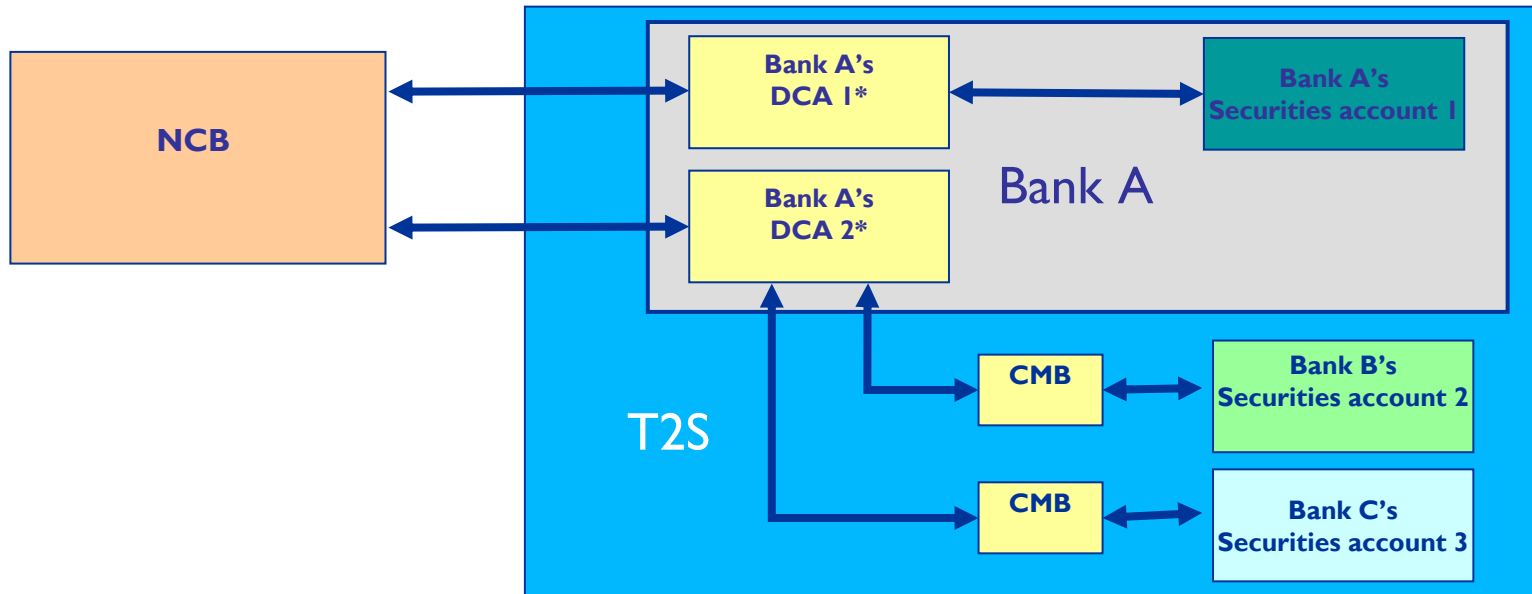 NCB
Bank A’s
DCA 1*
Bank A’s
Securities account 1
Bank A
Bank A’s
DCA 2*
T2S
CMB
Bank B’s
Securities account 2
CMB
Bank C’s
Securities account 3